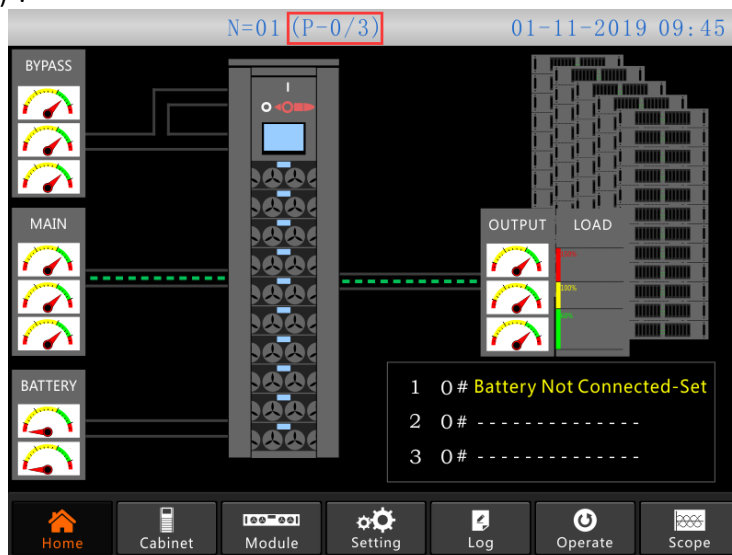 ) .
N=01 (P-0/3) 01-11-2019 09:45
BYPASS
MAIN
OUTPUT LOAD
100%
BATTERY
1 0# Battery Not Connected-Set
2 0# - - - - - - - - - - - - - -
3 0# - - - - - - - - - - - - - -
Home Cabinet Module Setting Log Operate Scope